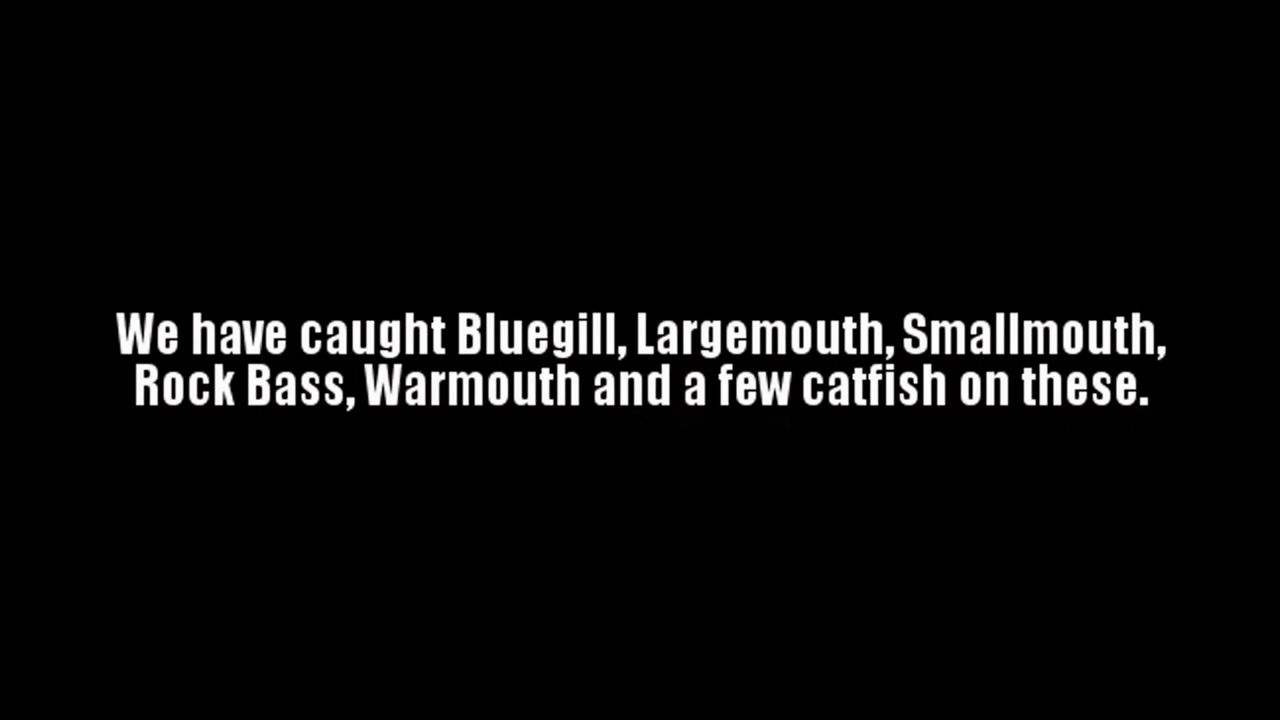 We have caught Bluegill, Largemouth, Smallmouth,
Rock Bass, Warmouth and a few catfish on these.